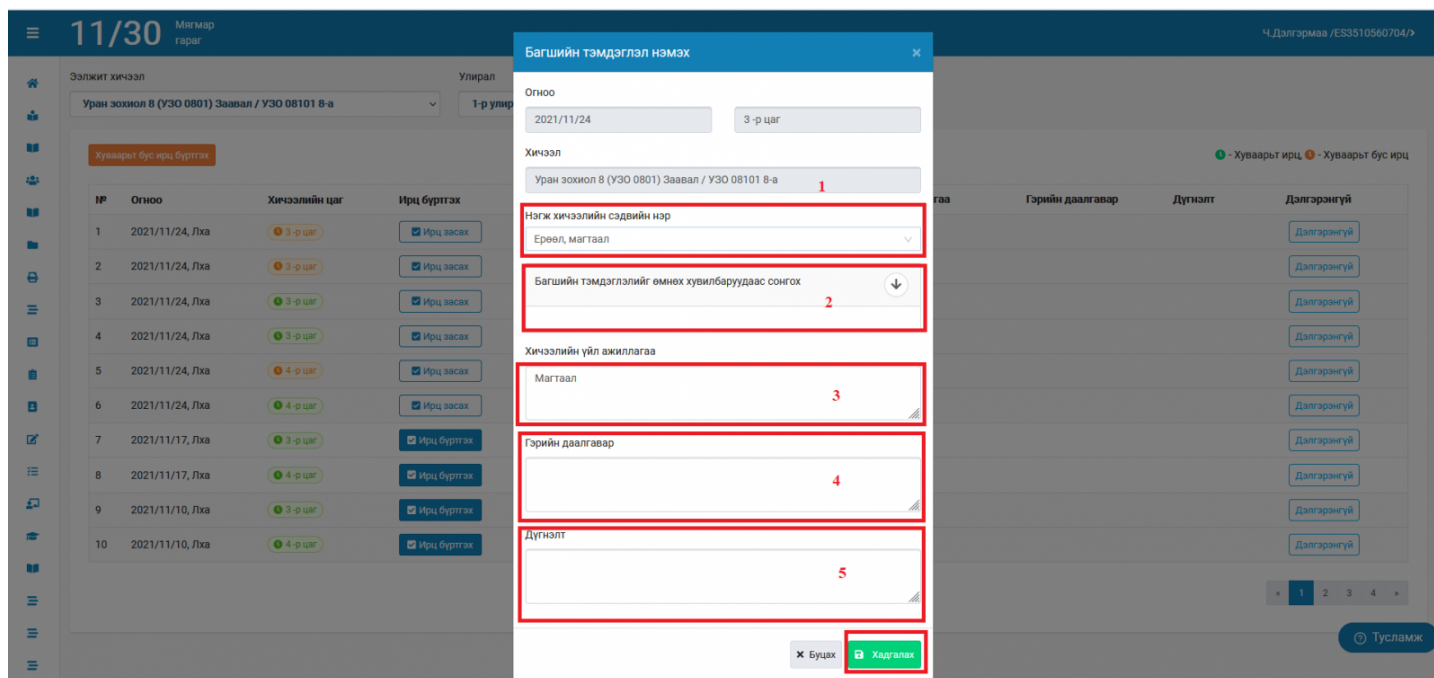 11/30 Мягмар гараг
Ч.Дэлгэрмаа /ES3510560704/>
Багшийн тэмдэглэл нэмэх ×
Ээлжит хичээл
Улирал
Уран зохиол 8 (УЗО 0801) Заавал / УЗО 08101 8-а
1-р улир
Огноо
2021/11/24
3 -р цаг
Хичээл
Уран зохиол 8 (УЗО 0801) Заавал / УЗО 08101 8-а
1
Хуваарьт бус ирц бүртгэх
- Хуваарьт ирц, - Хуваарьт бус ирц
№ Огноо Хичээлийн цаг Ирц бүртгэх гаа Гэрийн даалгавар Дүгнэлт Дэлгэрэнгүй
1 2021/11/24, Лха 3 -р цаг Ирц засах Дэлгэрэнгүй
2 2021/11/24, Лха 3 -р цаг Ирц засах Дэлгэрэнгүй
3 2021/11/24, Лха 3 -р цаг Ирц засах Дэлгэрэнгүй
4 2021/11/24, Лха 3 -р цаг Ирц засах Дэлгэрэнгүй
5 2021/11/24, Лха 4 -р цаг Ирц засах Дэлгэрэнгүй
6 2021/11/24, Лха 4 -р цаг Ирц засах Дэлгэрэнгүй
7 2021/11/17, Лха 3 -р цаг Ирц бүртгэх Дэлгэрэнгүй
8 2021/11/17, Лха 4 -р цаг Ирц бүртгэх Дэлгэрэнгүй
9 2021/11/10, Лха 3 -р цаг Ирц бүртгэх Дэлгэрэнгүй
10 2021/11/10, Лха 4 -р цаг Ирц бүртгэх Дэлгэрэнгүй
Нэгж хичээлийн сэдвийн нэр
Ерөөл, магтаал
Багшийн тэмдэглэлийг өмнөх хувилбаруудаас сонгох
2
Хичээлийн үйл ажиллагаа
Магтаал
3
Гэрийн даалгавар
4
Дүгнэлт
5
« 1 2 3 4 »
Тусламж
× Буцах
Хадгалах